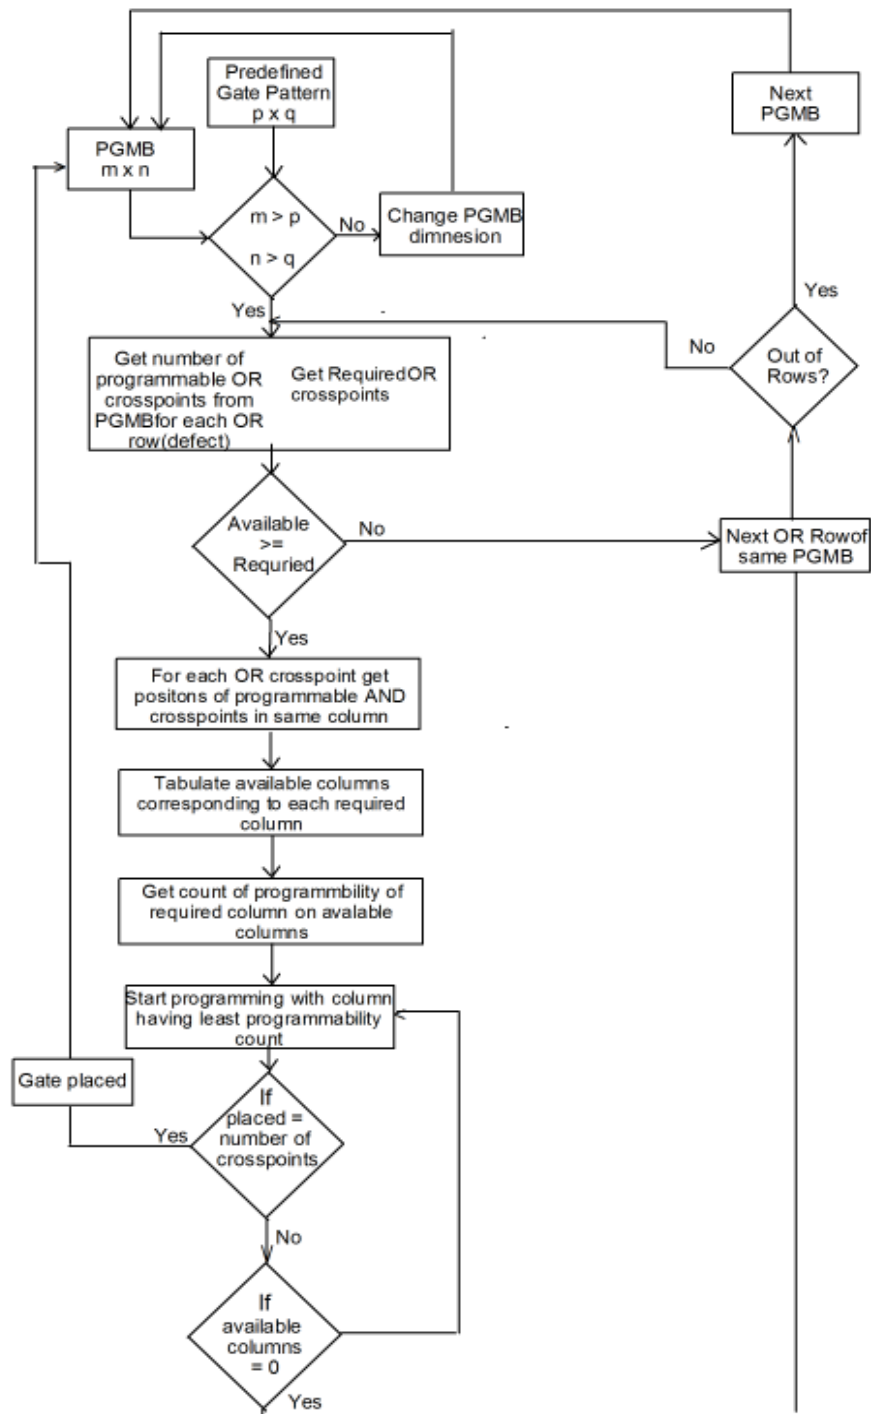 Predefined
Gate Pattern
p x q
Next
PGMB
PGMB
m x n
m > p
n > q
No
Change PGMB
dimnesion
Yes
Yes
No
Out of
Rows?
Get number of
programmable OR
crosspoints from
PGMBfor each OR
row(defect)
Get RequiredOR
crosspoints
Available
>=
Requried
No
Next OR Rowof
same PGMB
Yes
For each OR crosspoint get
positons of programmable AND
crosspoints in same column
Tabulate available columns
corresponding to each required
column
Get count of programmbility of
required column on avalable
columns
Start programming with column
having least programmability
count
Gate placed
If
placed =
number of
crosspoints
Yes
No
If
available
columns
= 0
Yes